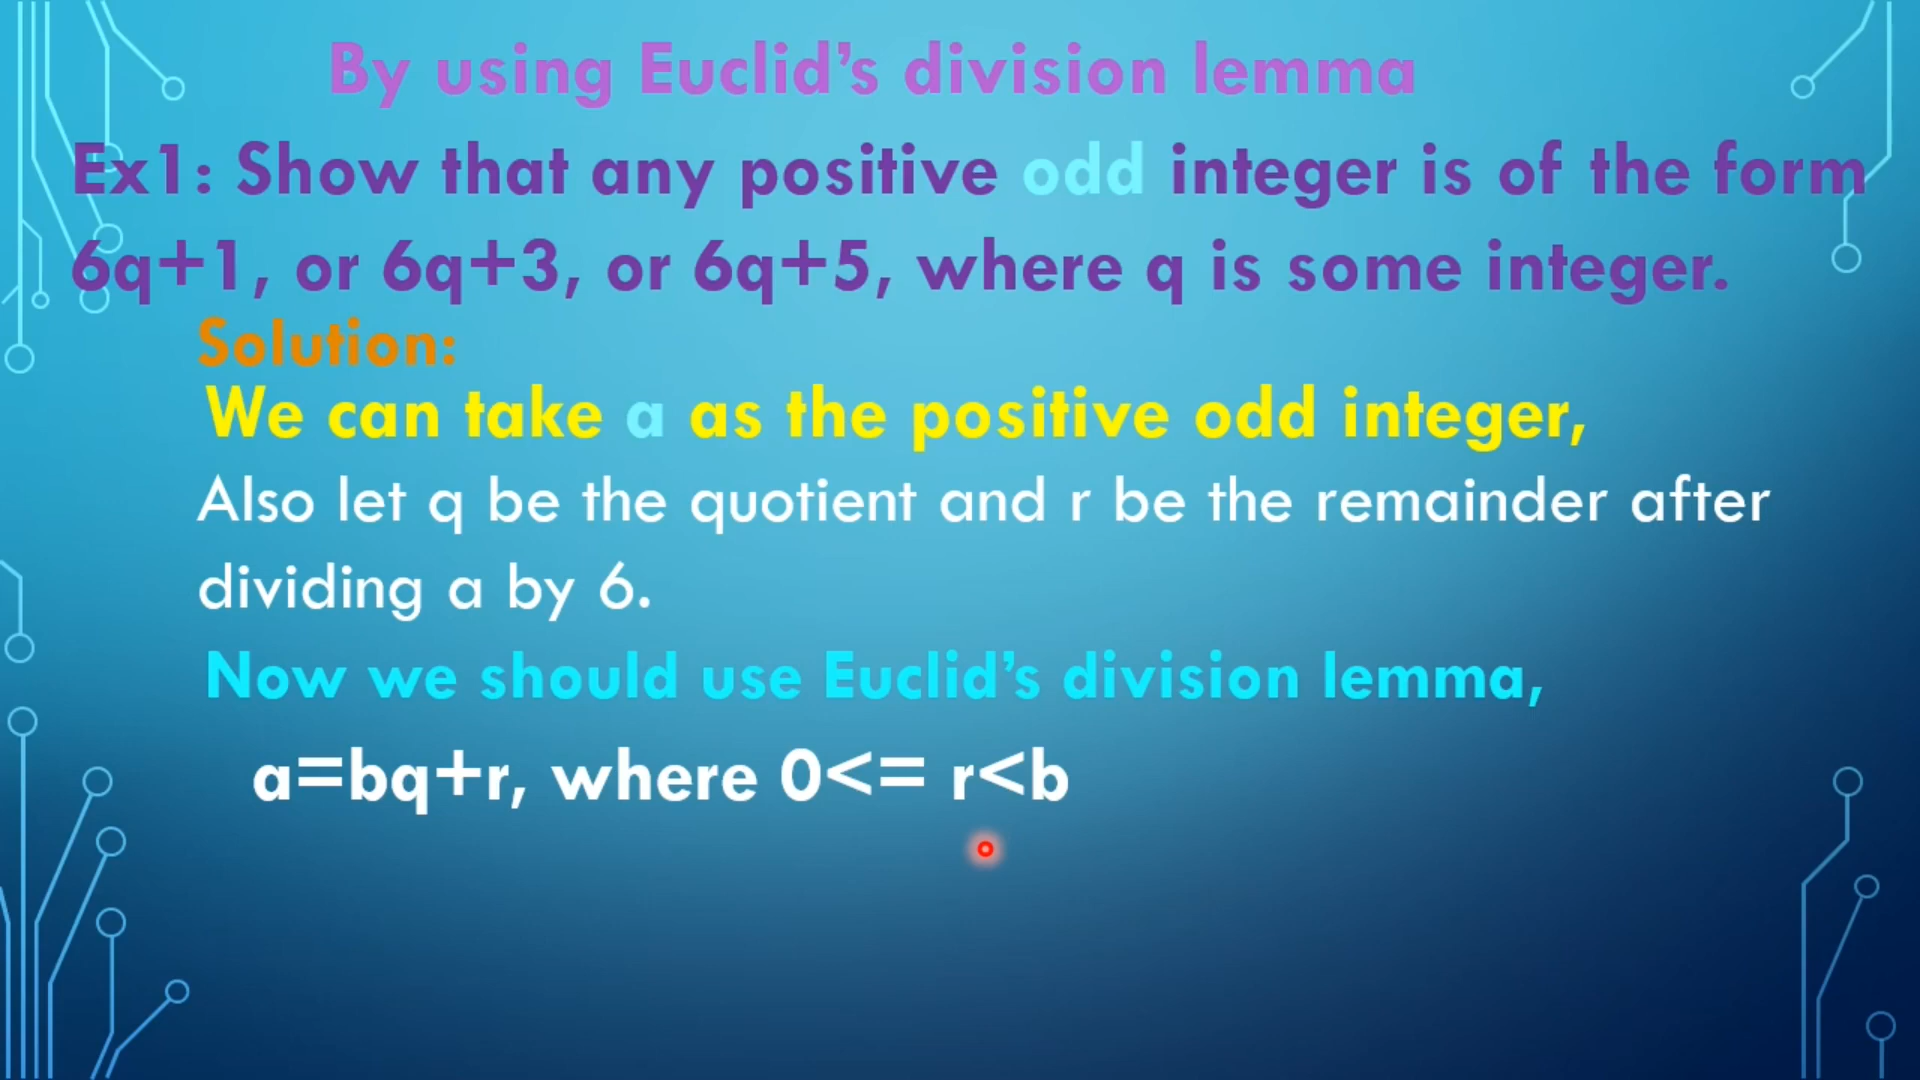 By using Euclid’s division lemma
Ex1: Show that any positive odd integer is of the form
6q+1, or 6q+3, or 6q+5, where q is some integer.
Solution:
We can take a as the positive odd integer,
Also let q be the quotient and r be the remainder after
dividing a by 6.
Now we should use Euclid’s division lemma,
a=bq+r, where 0<= r<b